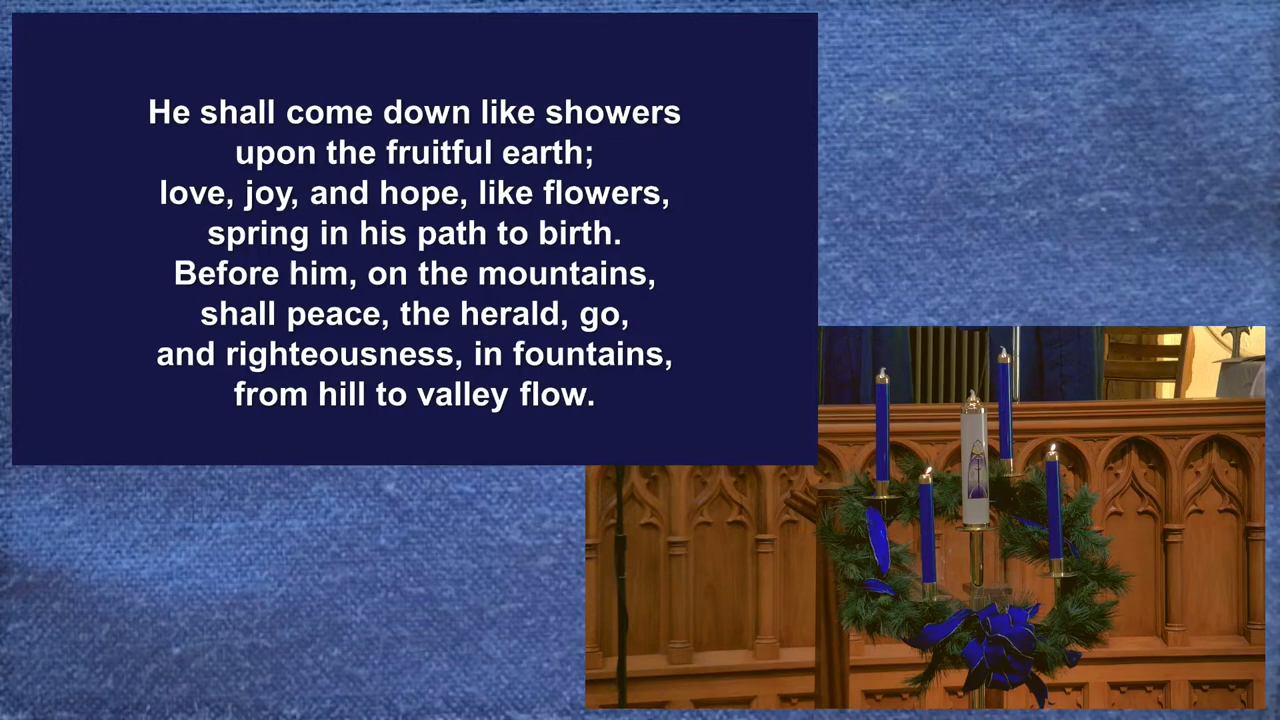 He shall come down like showers
upon the fruitful earth;
love, joy, and hope, like flowers,
spring in his path to birth.
Before him, on the mountains,
shall peace, the herald, go,
and righteousness, in fountains,
from hill to valley flow.